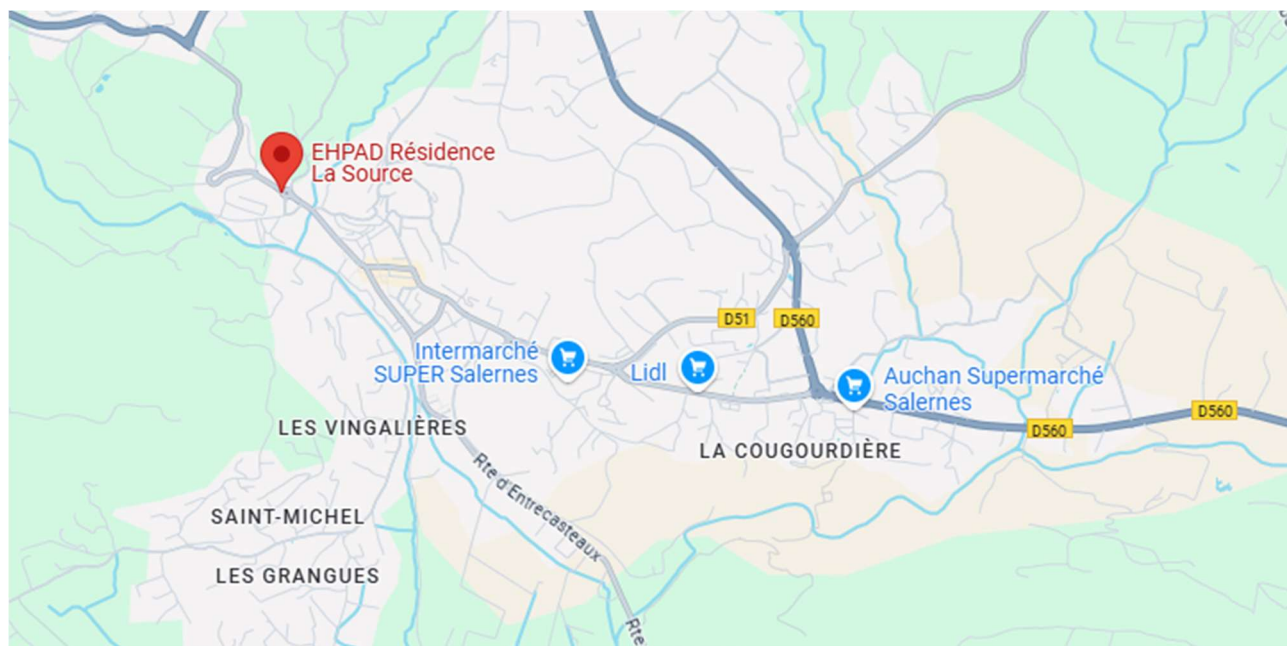 EHPAD Résidence
La Source
D51
D560
Intermarché
SUPER Salernes
Lidl
Auchan Supermarché
Salernes
D560
D560
LES VINGALIÈRES
LA COUGOURDIÈRE
Rte d'Entrecasteaux
SAINT-MICHEL
LES GRANGUES
Rte